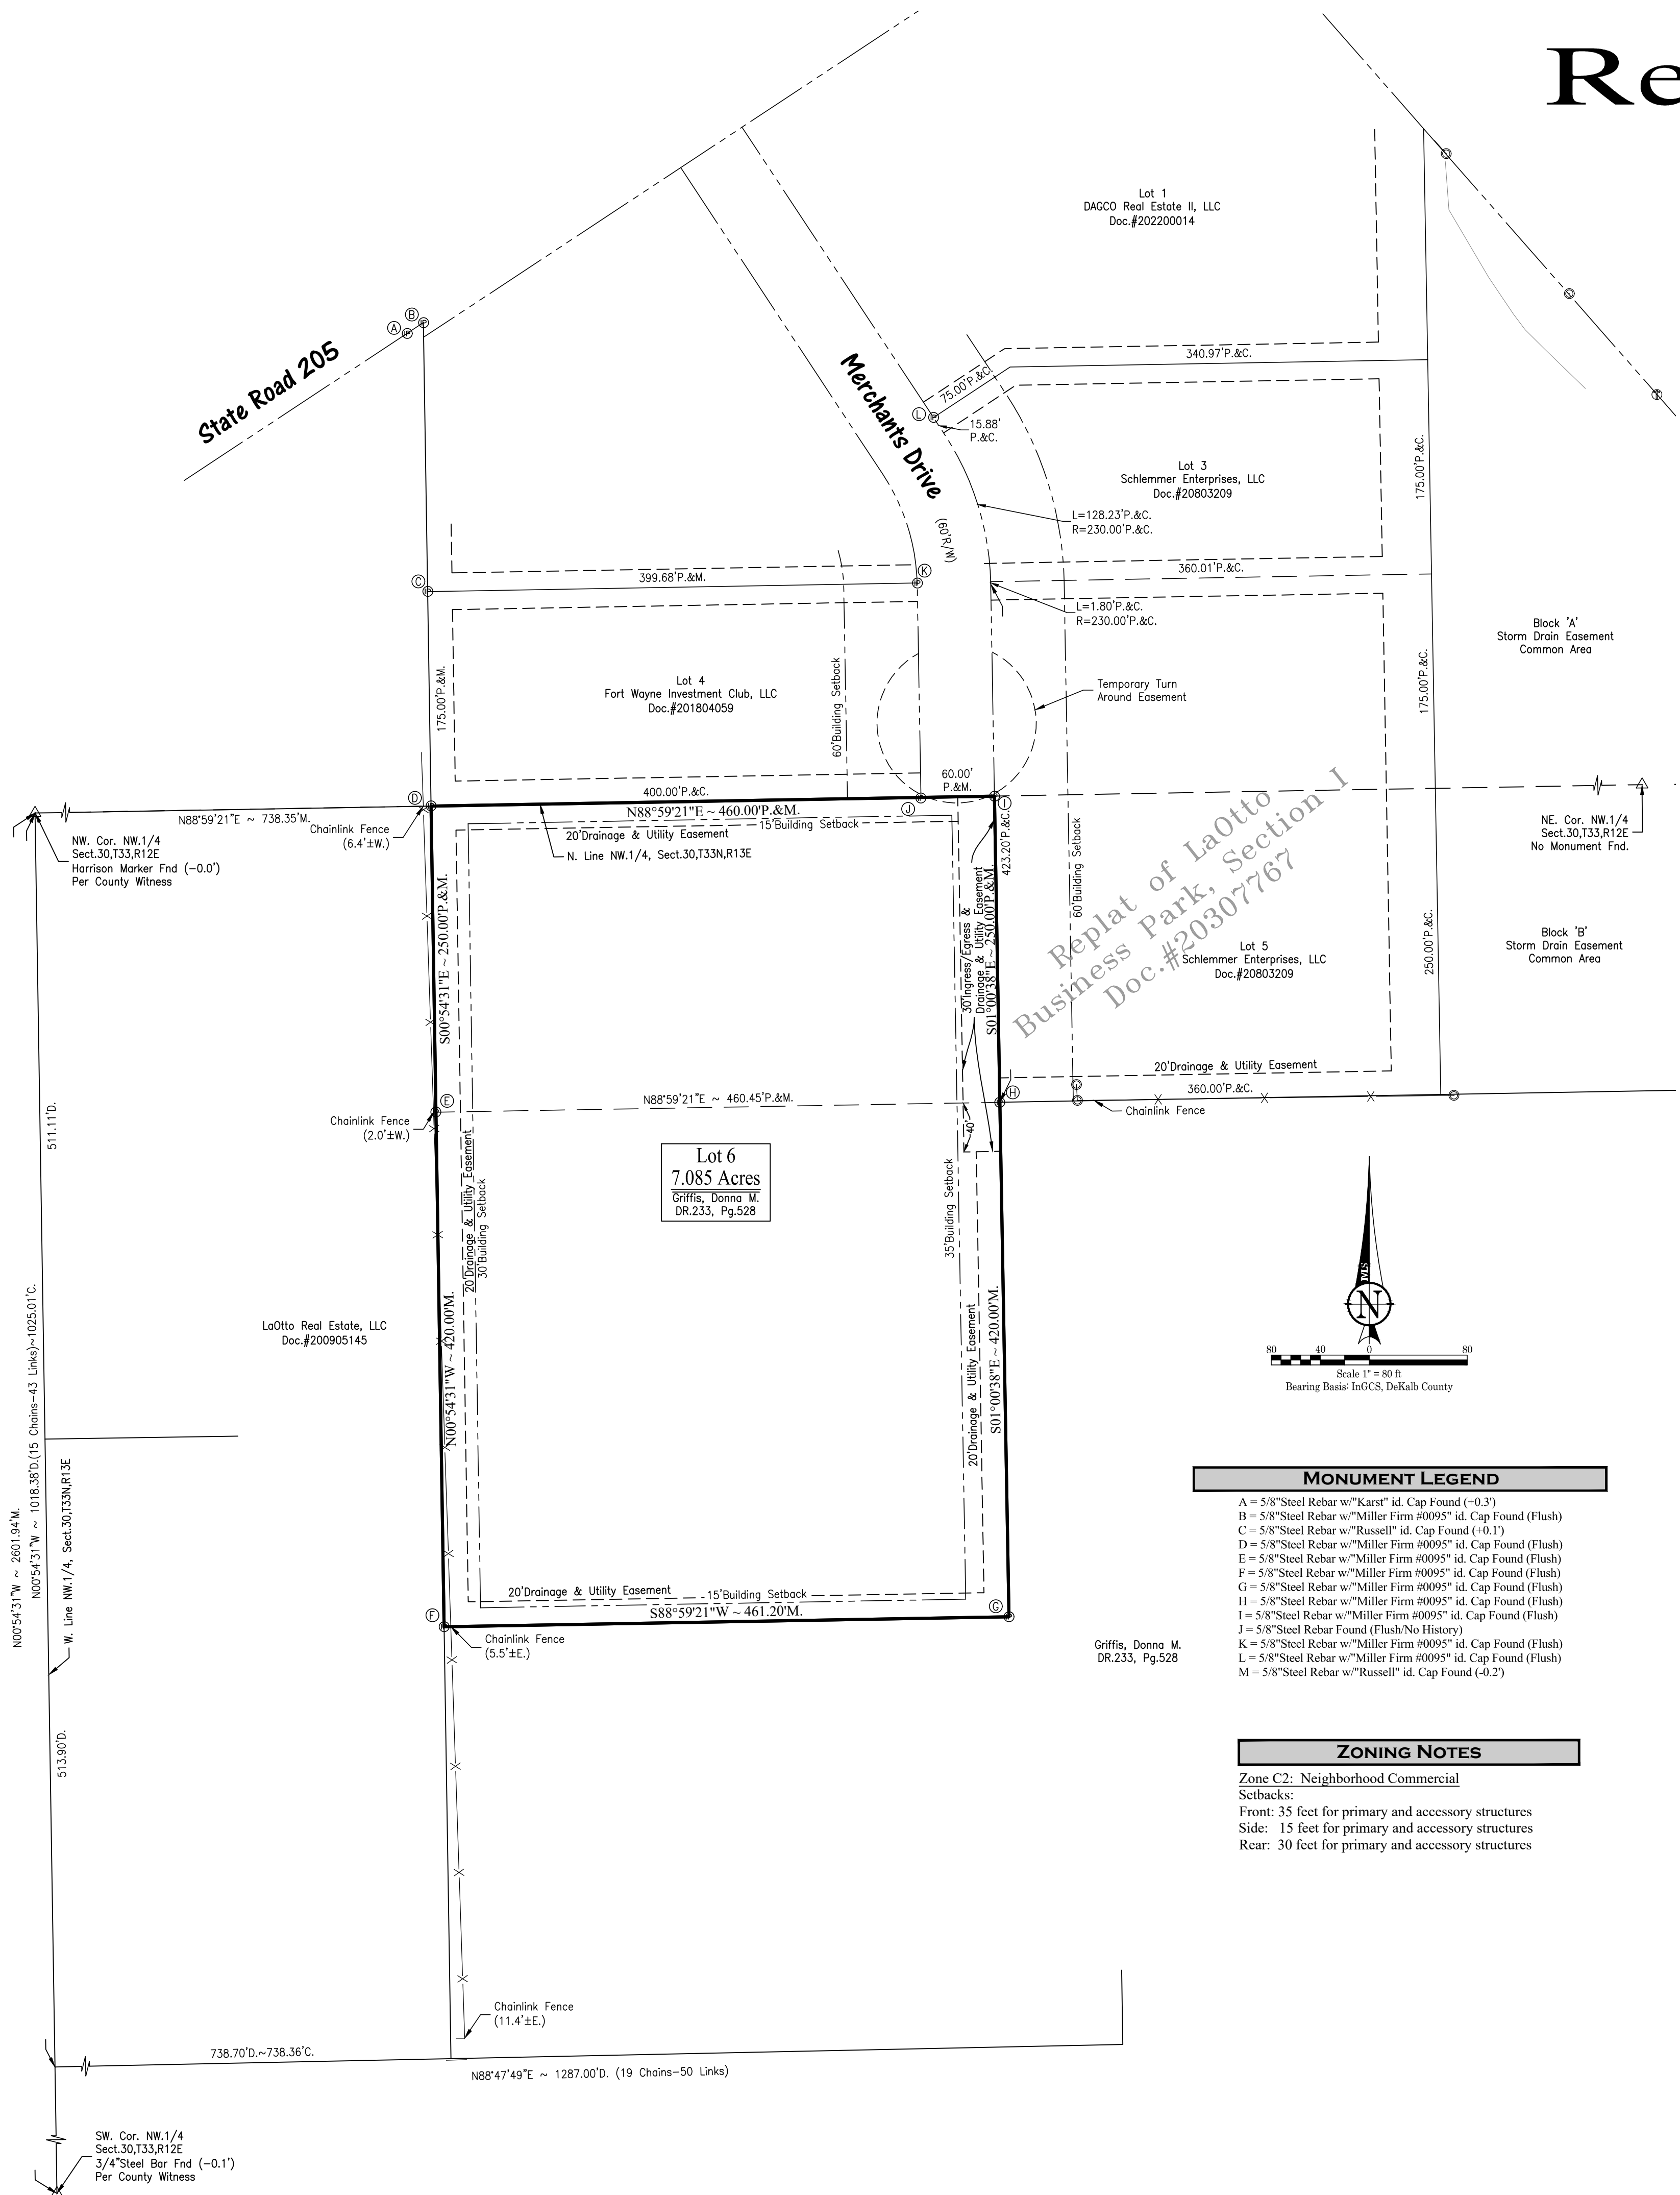 Re
Lot 1
DAGCO Real Estate II, LLC
Doc.#202200014
B
A
State Road 205
Merchants Drive
(60'R/W)
340.97'P.&C.
75.00'P.&C.
L
15.88'
P.&C.
Lot 3
Schlemmer Enterprises, LLC
Doc.#20803209
175.00'P.&C.
L=128.23'P.&C.
R=230.00'P.&C.
C
399.68'P.&M.
K
360.01'P.&C.
L=1.80'P.&C.
R=230.00'P.&C.
Block 'A'
Storm Drain Easement
Common Area
175.00'P.&M.
Lot 4
Fort Wayne Investment Club, LLC
Doc.#201804059
60'Building Setback
Temporary Turn
Around Easement
175.00'P.&C.
D
400.00'P.&C.
60.00'
P.&M.
J
I
N88°59'21"E ~ 738.35'M.
Chainlink Fence
(6.4'±W.)
N88°59'21"E ~ 460.00'P.&M.
15'Building Setback
20'Drainage & Utility Easement
N. Line NW.1/4, Sect.30,T33N,R13E
NW. Cor. NW.1/4
Sect.30,T33,R12E
Harrison Marker Fnd (-0.0')
Per County Witness
NE. Cor. NW.1/4
Sect.30,T33,R12E
No Monument Fnd.
423.20'P.&C.
S00°54'31"E ~ 250.00'P.&M.
30'Ingress/Egress &
Drainage & Utility Easement
S01°00'38"E ~ 250.00'P.&M.
60'Building Setback
Replat of LaOtto
Business Park, Section I
Doc.#20307767
Lot 5
Schlemmer Enterprises, LLC
Doc.#20803209
250.00'P.&C.
Block 'B'
Storm Drain Easement
Common Area
20'Drainage & Utility Easement
360.00'P.&C.
Chainlink Fence
E
N88°59'21"E ~ 460.45'P.&M.
H
Chainlink Fence
(2.0'±W.)
40'
511.11'D.
Lot 6
7.085 Acres
Griffis, Donna M.
DR.233, Pg.528
20'Drainage & Utility Easement
30'Building Setback
35'Building Setback
N00°54'31"W ~ 420.00'M.
20'Drainage & Utility Easement
S01°00'38"E ~ 420.00'M.
LaOtto Real Estate, LLC
Doc.#200905145
N00°54'31"W ~ 2601.94'M.
N00°54'31"W ~ 1018.38'D.(15 Chains-43 Links)~1025.01'C.
W. Line NW.1/4, Sect.30,T33N,R13E
MLS
N
80 40 0 80
Scale 1" = 80 ft
Bearing Basis: InGCS, DeKalb County
MONUMENT LEGEND
A = 5/8"Steel Rebar w/"Karst" id. Cap Found (+0.3')
B = 5/8"Steel Rebar w/"Miller Firm #0095" id. Cap Found (Flush)
C = 5/8"Steel Rebar w/"Russell" id. Cap Found (+0.1')
D = 5/8"Steel Rebar w/"Miller Firm #0095" id. Cap Found (Flush)
E = 5/8"Steel Rebar w/"Miller Firm #0095" id. Cap Found (Flush)
F = 5/8"Steel Rebar w/"Miller Firm #0095" id. Cap Found (Flush)
G = 5/8"Steel Rebar w/"Miller Firm #0095" id. Cap Found (Flush)
H = 5/8"Steel Rebar w/"Miller Firm #0095" id. Cap Found (Flush)
I = 5/8"Steel Rebar w/"Miller Firm #0095" id. Cap Found (Flush)
J = 5/8"Steel Rebar Found (Flush/No History)
K = 5/8"Steel Rebar w/"Miller Firm #0095" id. Cap Found (Flush)
L = 5/8"Steel Rebar w/"Miller Firm #0095" id. Cap Found (Flush)
M = 5/8"Steel Rebar w/"Russell" id. Cap Found (-0.2')
20'Drainage & Utility Easement
15'Building Setback
F
S88°59'21"W ~ 461.20'M.
G
Chainlink Fence
(5.5'±E.)
Griffis, Donna M.
DR.233, Pg.528
513.90'D.
ZONING NOTES
Zone C2: Neighborhood Commercial
Setbacks:
Front: 35 feet for primary and accessory structures
Side: 15 feet for primary and accessory structures
Rear: 30 feet for primary and accessory structures
Chainlink Fence
(11.4'±E.)
738.70'D.~738.36'C.
N88°47'49"E ~ 1287.00'D. (19 Chains-50 Links)
SW. Cor. NW.1/4
Sect.30,T33,R12E
3/4"Steel Bar Fnd (-0.1')
Per County Witness